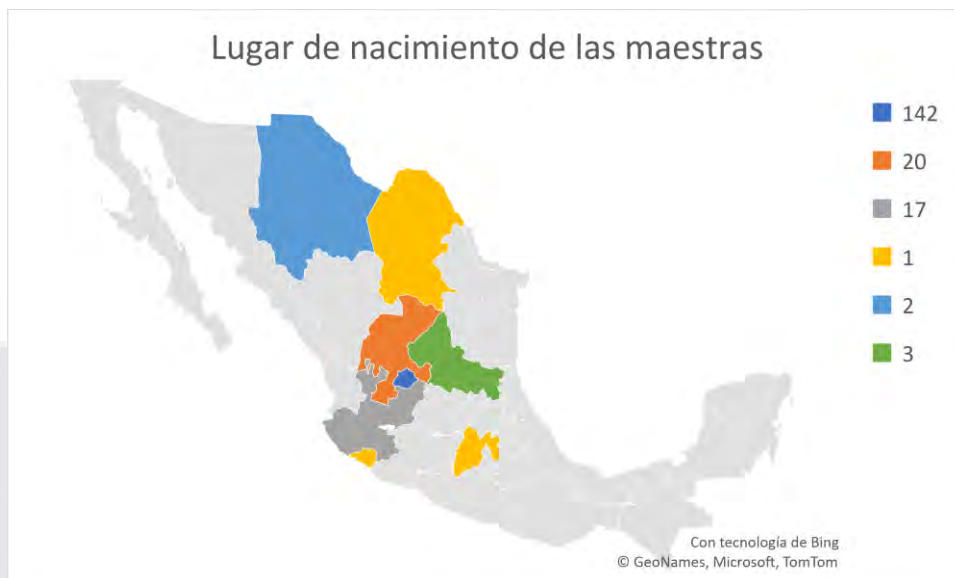 Lugar de nacimiento de las maestras
142
20
17
1
2
3
Con tecnología de Bing
© GeoNames, Microsoft, TomTom